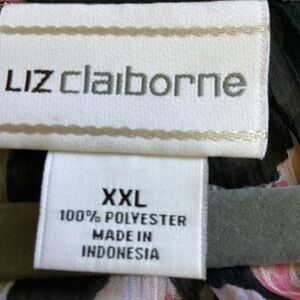 LIZ claiborne
XXL
100% POLYESTER
MADE IN
INDONESIA